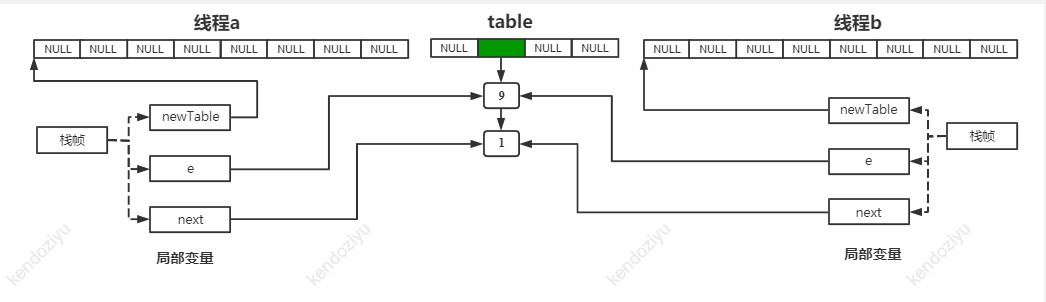 线程a
table
线程b
NULL NULL NULL NULL NULL NULL NULL NULL
NULL NULL NULL
NULL NULL NULL NULL NULL NULL NULL NULL
9
newTable
newTable
栈帧
1
栈帧
e
e
next
next
局部变量
局部变量
kendoziyu
kendoziyu
kendoziyu
kendoziyu